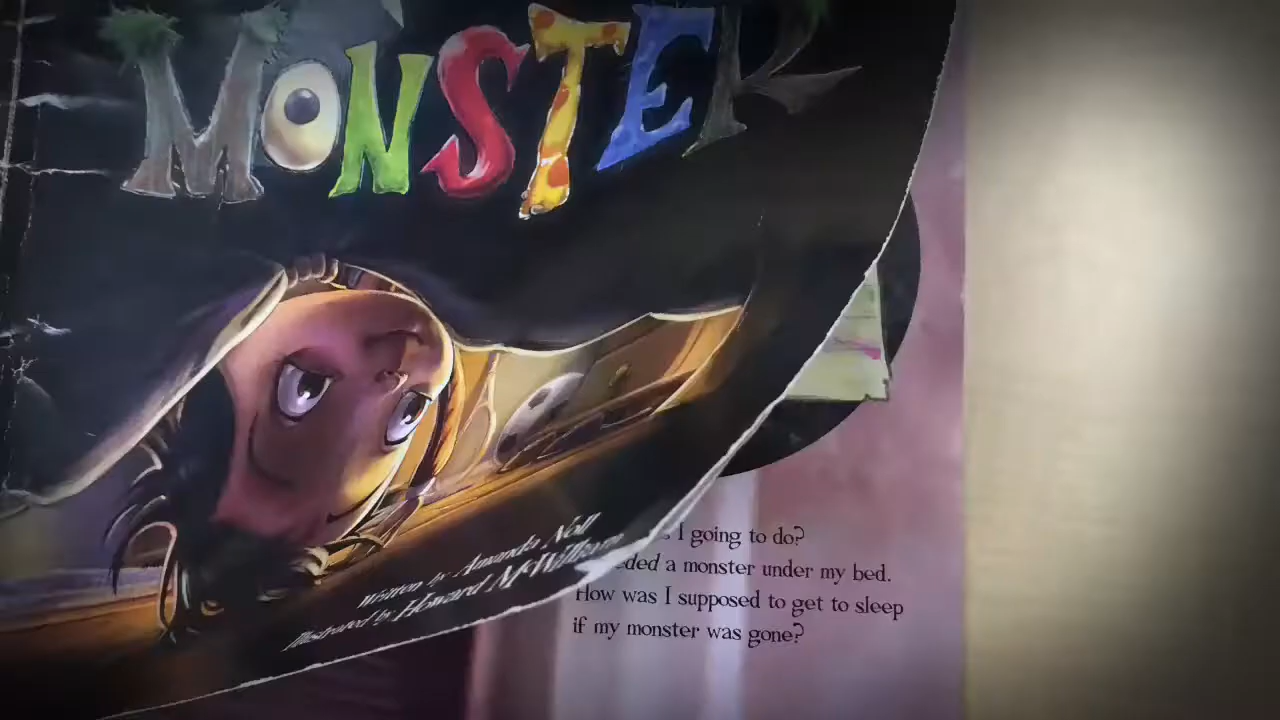 MONSTER
Written by Amanda Noll
Illustrated by Howard McWilliam
I going to do?
ded a monster under my bed.
How was I supposed to get to sleep
if my monster was gone?